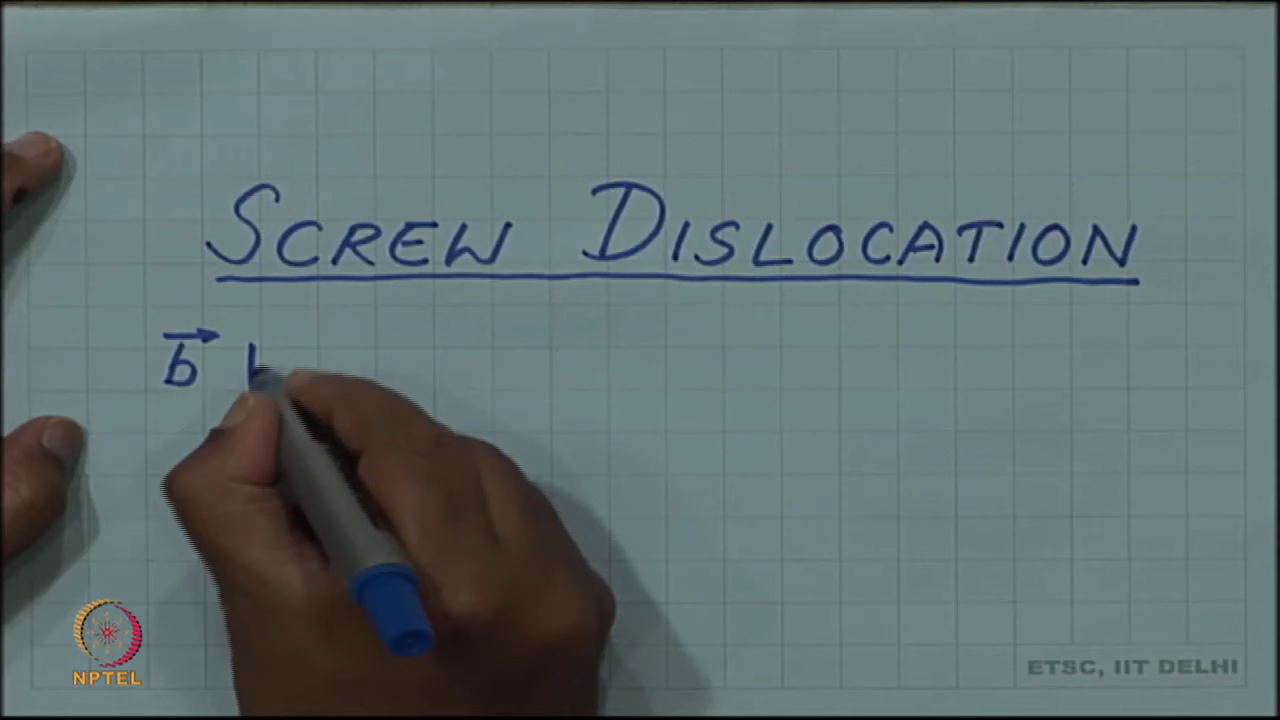 SCREW DISLOCATION
b⃗
NPTEL
ETSC, IIT DELHI